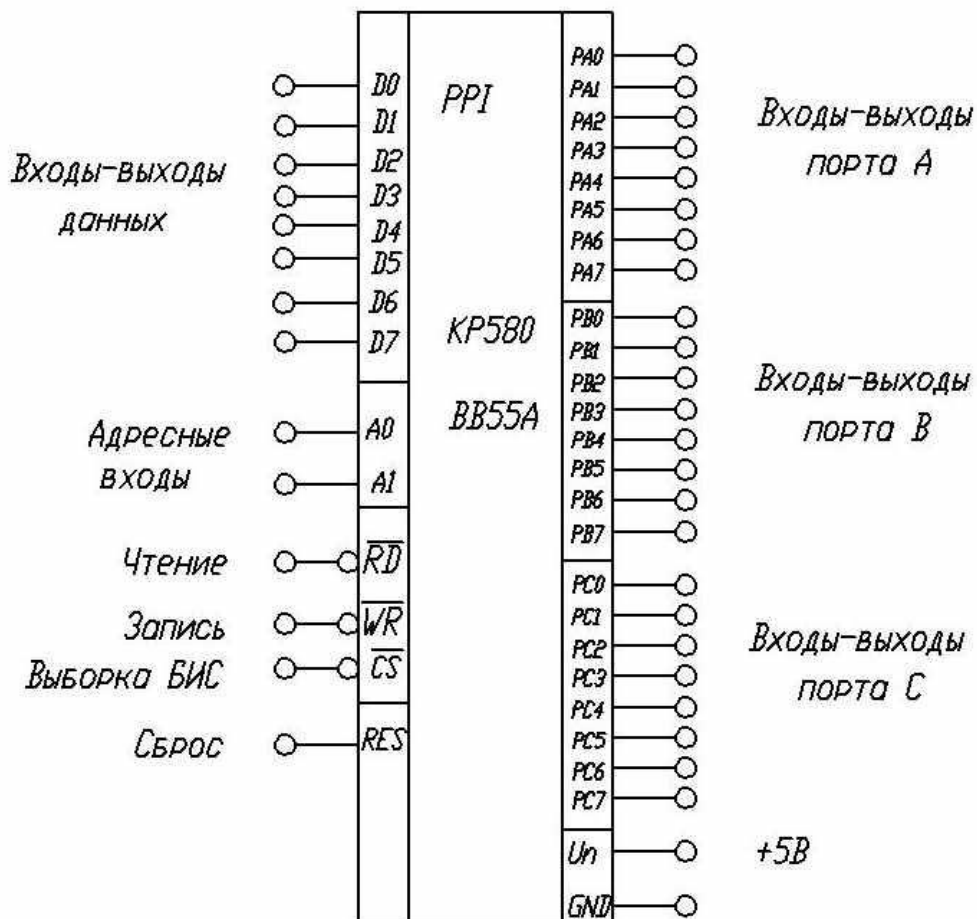 Входы-выходы
данных
Адресные
входы
Чтение
Запись
Выборка БИС
Сброс
D0
D1
D2
D3
D4
D5
D6
D7
A0
A1
RD
WR
CS
RES
PPI
КР580
ВВ55А
PA0
PA1
PA2
PA3
PA4
PA5
PA6
PA7
PB0
PB1
PB2
PB3
PB4
PB5
PB6
PB7
PC0
PC1
PC2
PC3
PC4
PC5
PC6
PC7
Uп
GND
Входы-выходы
порта А
Входы-выходы
порта В
Входы-выходы
порта С
+5В